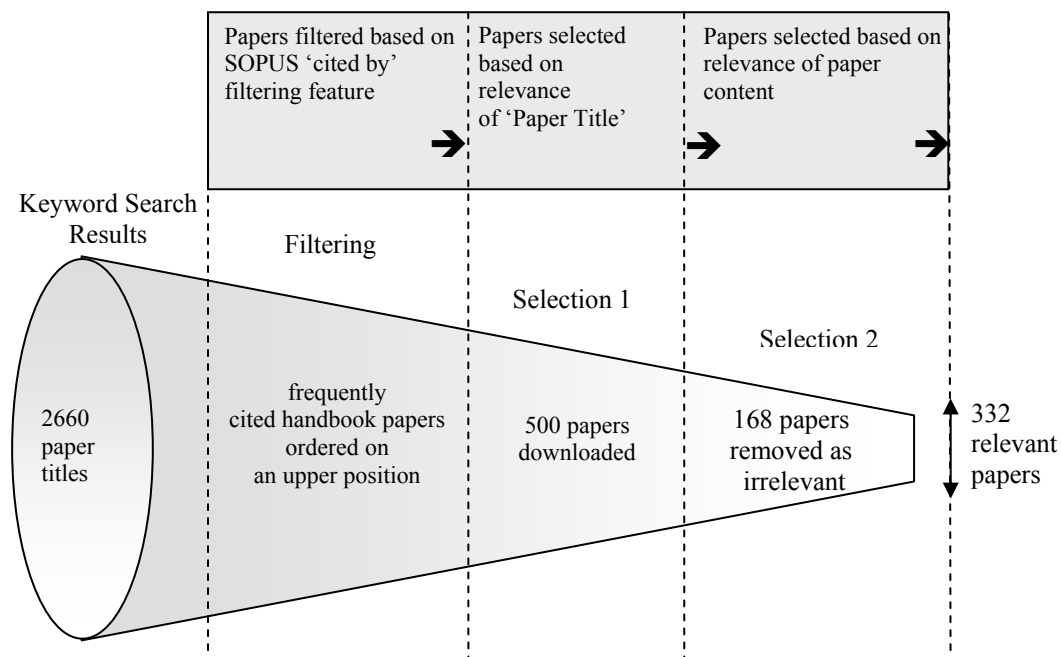 Papers filtered based on
SOPUS ‘cited by’
filtering feature
Papers selected
based on
relevance
of ‘Paper Title’
Papers selected based on
relevance of paper
content
Keyword Search
Results
Filtering
Selection 1
Selection 2
2660
paper
titles
frequently
cited handbook papers
ordered on
an upper position
500 papers
downloaded
168 papers
removed as
irrelevant
332
relevant
papers